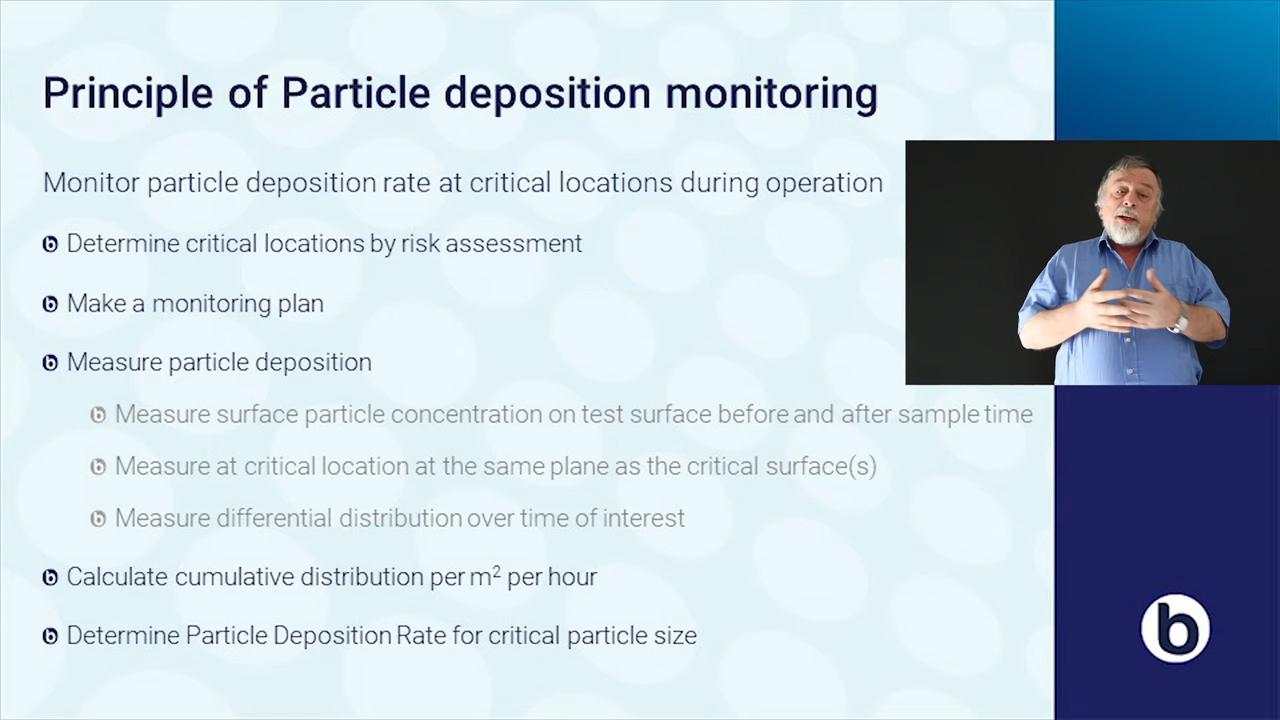 Principle of Particle deposition monitoring
Monitor particle deposition rate at critical locations during operation
Determine critical locations by risk assessment
Make a monitoring plan
Measure particle deposition
Measure surface particle concentration on test surface before and after sample time
Measure at critical location at the same plane as the critical surface(s)
Measure differential distribution over time of interest
Calculate cumulative distribution per m² per hour
Determine Particle Deposition Rate for critical particle size
b